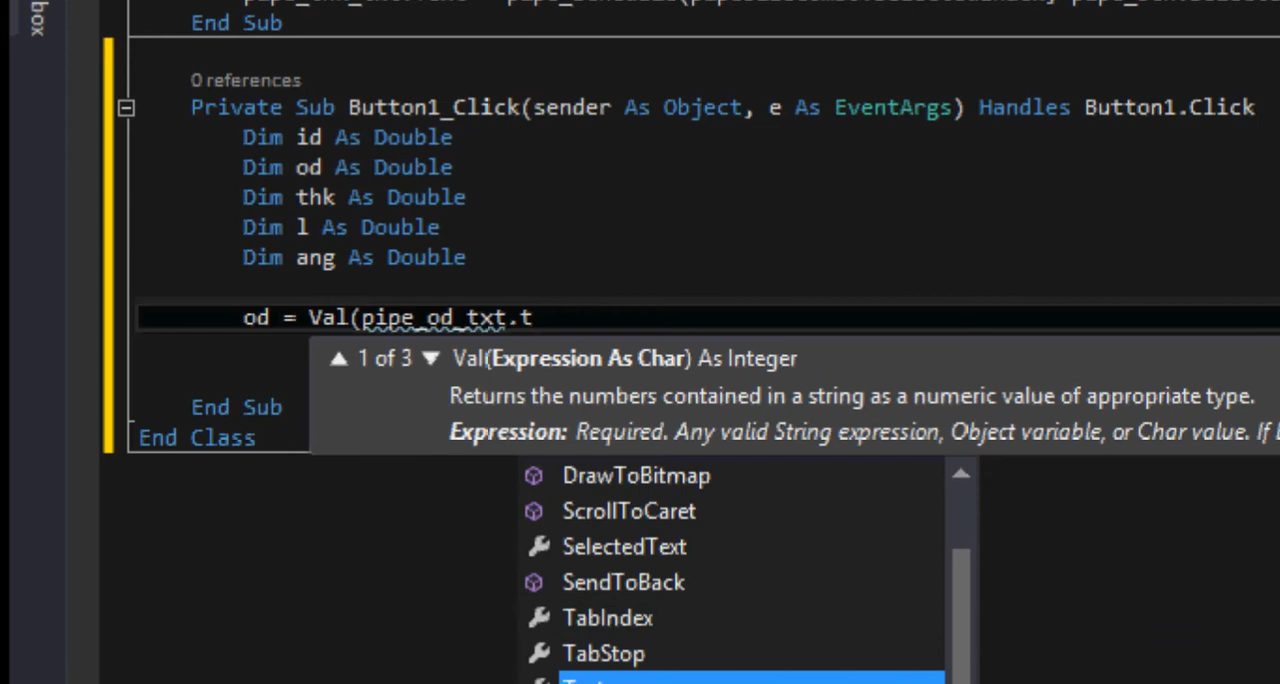 box
End Sub
0 references
Private Sub Button1_Click(sender As Object, e As EventArgs) Handles Button1.Click
Dim id As Double
Dim od As Double
Dim thk As Double
Dim l As Double
Dim ang As Double
od = Val(pipe_od_txt.t
▲ 1 of 3 ▼ Val(Expression As Char) As Integer
Returns the numbers contained in a string as a numeric value of appropriate type.
Expression: Required. Any valid String expression, Object variable, or Char value. If
End Sub
End Class
DrawToBitmap
ScrollToCaret
SelectedText
SendToBack
TabIndex
TabStop